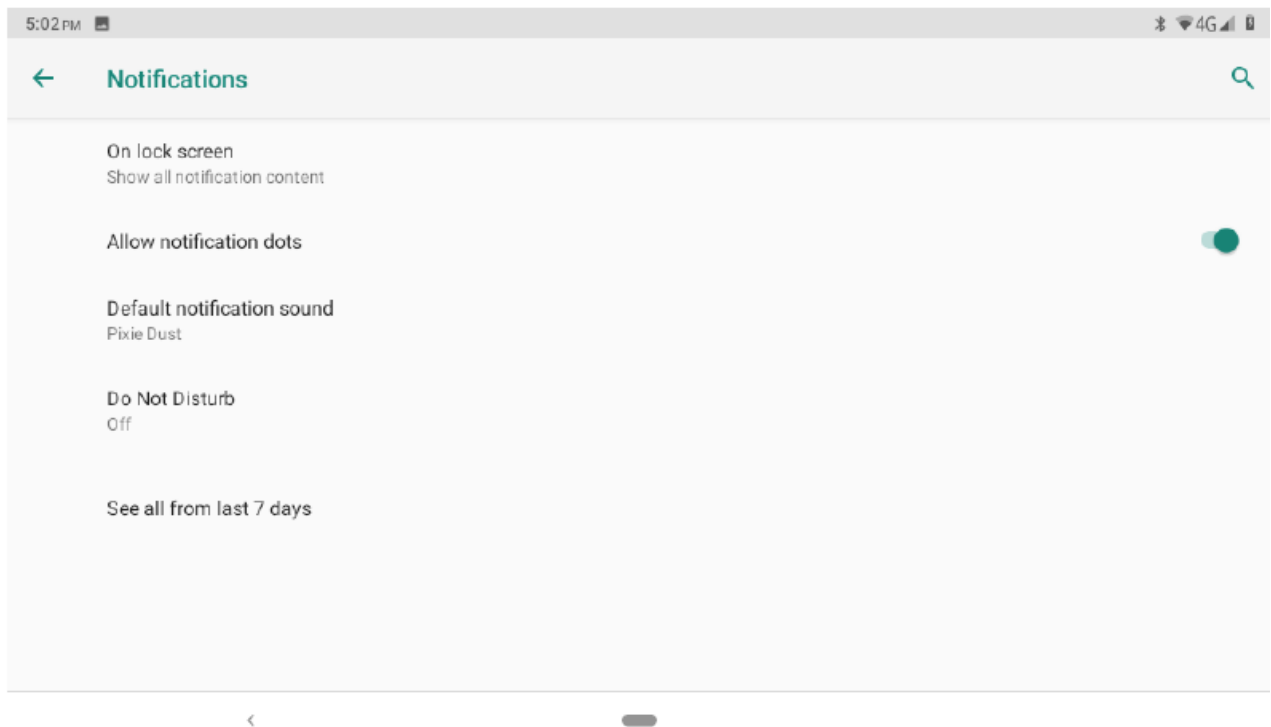 5:02 PM 4G
Notifications
On lock screen
Show all notification content
Allow notification dots
Default notification sound
Pixie Dust
Do Not Disturb
Off
See all from last 7 days